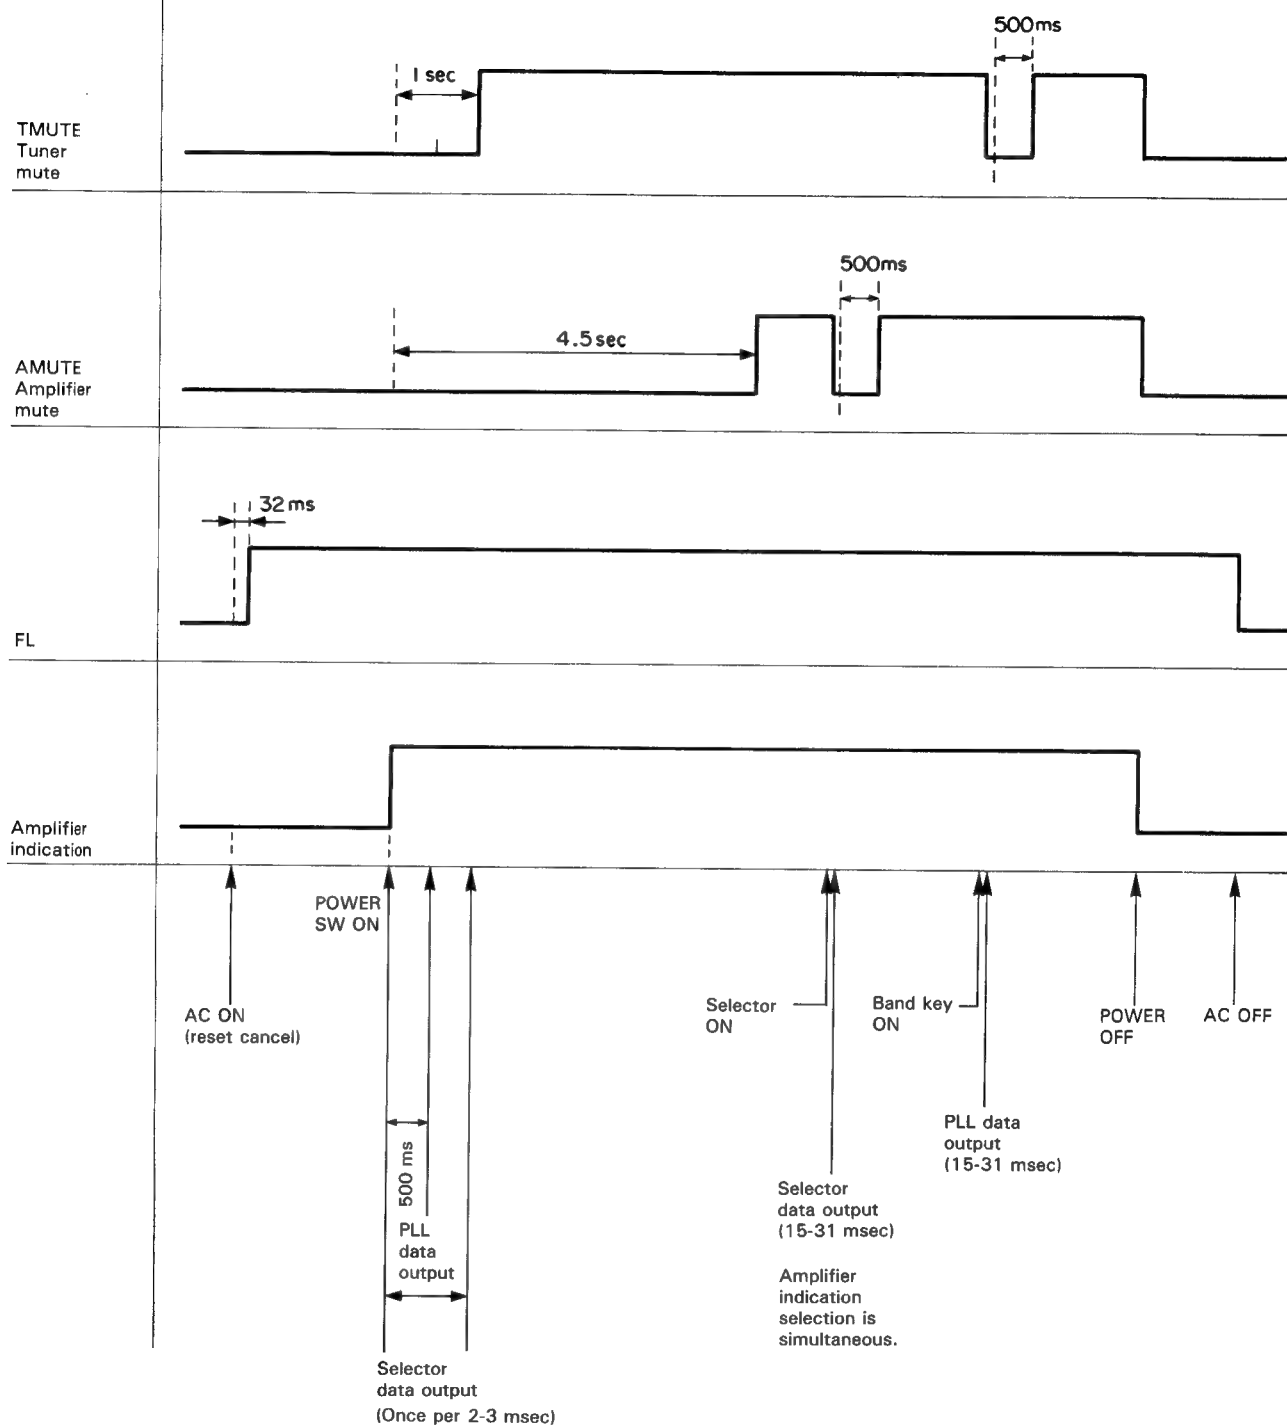 500ms
1 sec
TMUTE
Tuner
mute
500ms
4.5sec
AMUTE
Amplifier
mute
32ms
FL
Amplifier
indication
POWER
SW ON
AC ON
(reset cancel)
Selector
ON
Band key
ON
POWER
OFF
AC OFF
500 ms
PLL
data
output
PLL data
output
(15-31 msec)
Selector
data output
(15-31 msec)
Amplifier
indication
selection is
simultaneous.
Selector
data output
(Once per 2-3 msec)